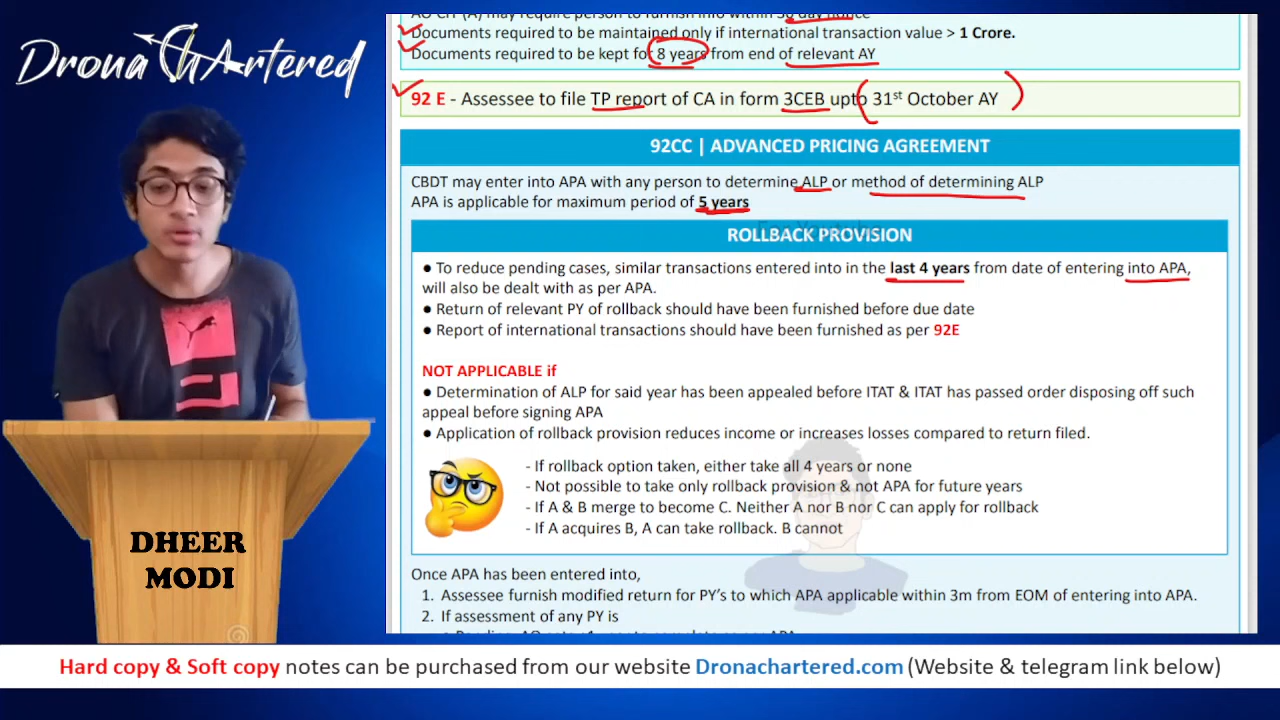 Drona Chartered
AO CIT (A) may require person to furnish info within 30 day notice
Documents required to be maintained only if international transaction value > 1 Crore.
Documents required to be kept for 8 years from end of relevant AY
92 E - Assessee to file TP report of CA in form 3CEB upto 31st October AY
92CC | ADVANCED PRICING AGREEMENT
CBDT may enter into APA with any person to determine ALP or method of determining ALP
APA is applicable for maximum period of 5 years
ROLLBACK PROVISION
● To reduce pending cases, similar transactions entered into in the last 4 years from date of entering into APA,
will also be dealt with as per APA.
● Return of relevant PY of rollback should have been furnished before due date
● Report of international transactions should have been furnished as per 92E
NOT APPLICABLE if
● Determination of ALP for said year has been appealed before ITAT & ITAT has passed order disposing off such
appeal before signing APA
● Application of rollback provision reduces income or increases losses compared to return filed.
- If rollback option taken, either take all 4 years or none
- Not possible to take only rollback provision & not APA for future years
- If A & B merge to become C. Neither A nor B nor C can apply for rollback
- If A acquires B, A can take rollback. B cannot
Once APA has been entered into,
1. Assessee furnish modified return for PY's to which APA applicable within 3m from EOM of entering into APA.
2. If assessment of any PY is
DHEER
MODI
Hard copy & Soft copy notes can be purchased from our website Dronachartered.com (Website & telegram link below)